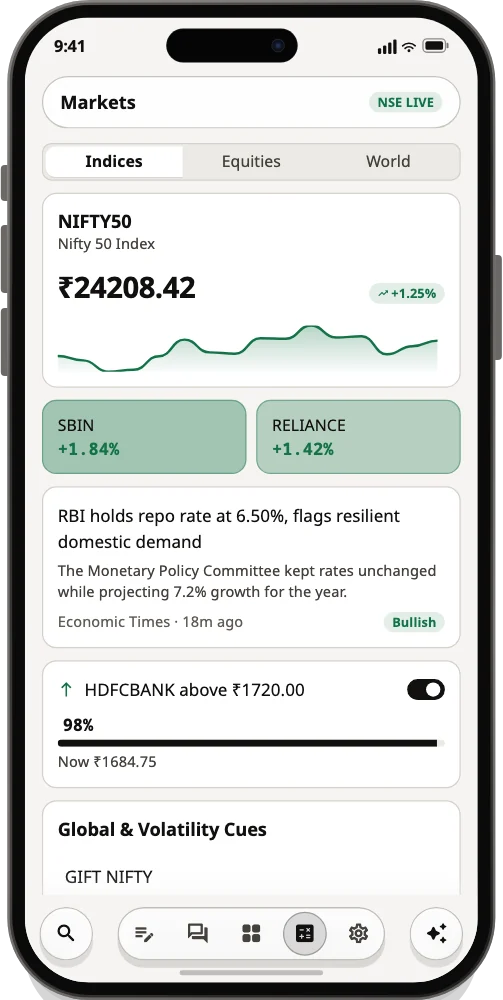 9:41
Markets
NSE LIVE
Indices
Equities
World
NIFTY50
Nifty 50 Index
₹24208.42
+1.25%
SBIN
+1.84%
RELIANCE
+1.42%
RBI holds repo rate at 6.50%, flags resilient
domestic demand
The Monetary Policy Committee kept rates unchanged
while projecting 7.2% growth for the year.
Economic Times · 18m ago
Bullish
HDFCBANK above ₹1720.00
98%
Now ₹1684.75
Global & Volatility Cues
GIFT NIFTY